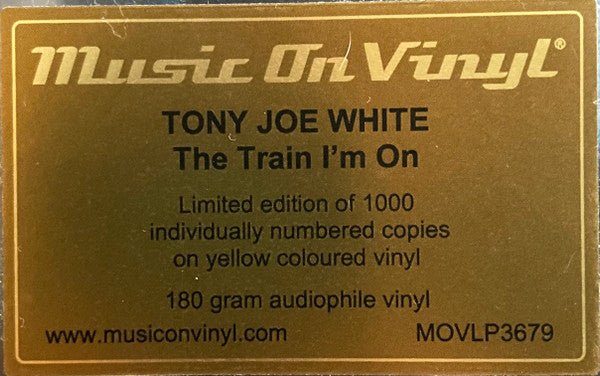 Music On Vinyl®
TONY JOE WHITE
The Train I'm On
Limited edition of 1000
individually numbered copies
on yellow coloured vinyl
180 gram audiophile vinyl
www.musiconvinyl.com MOVLP3679